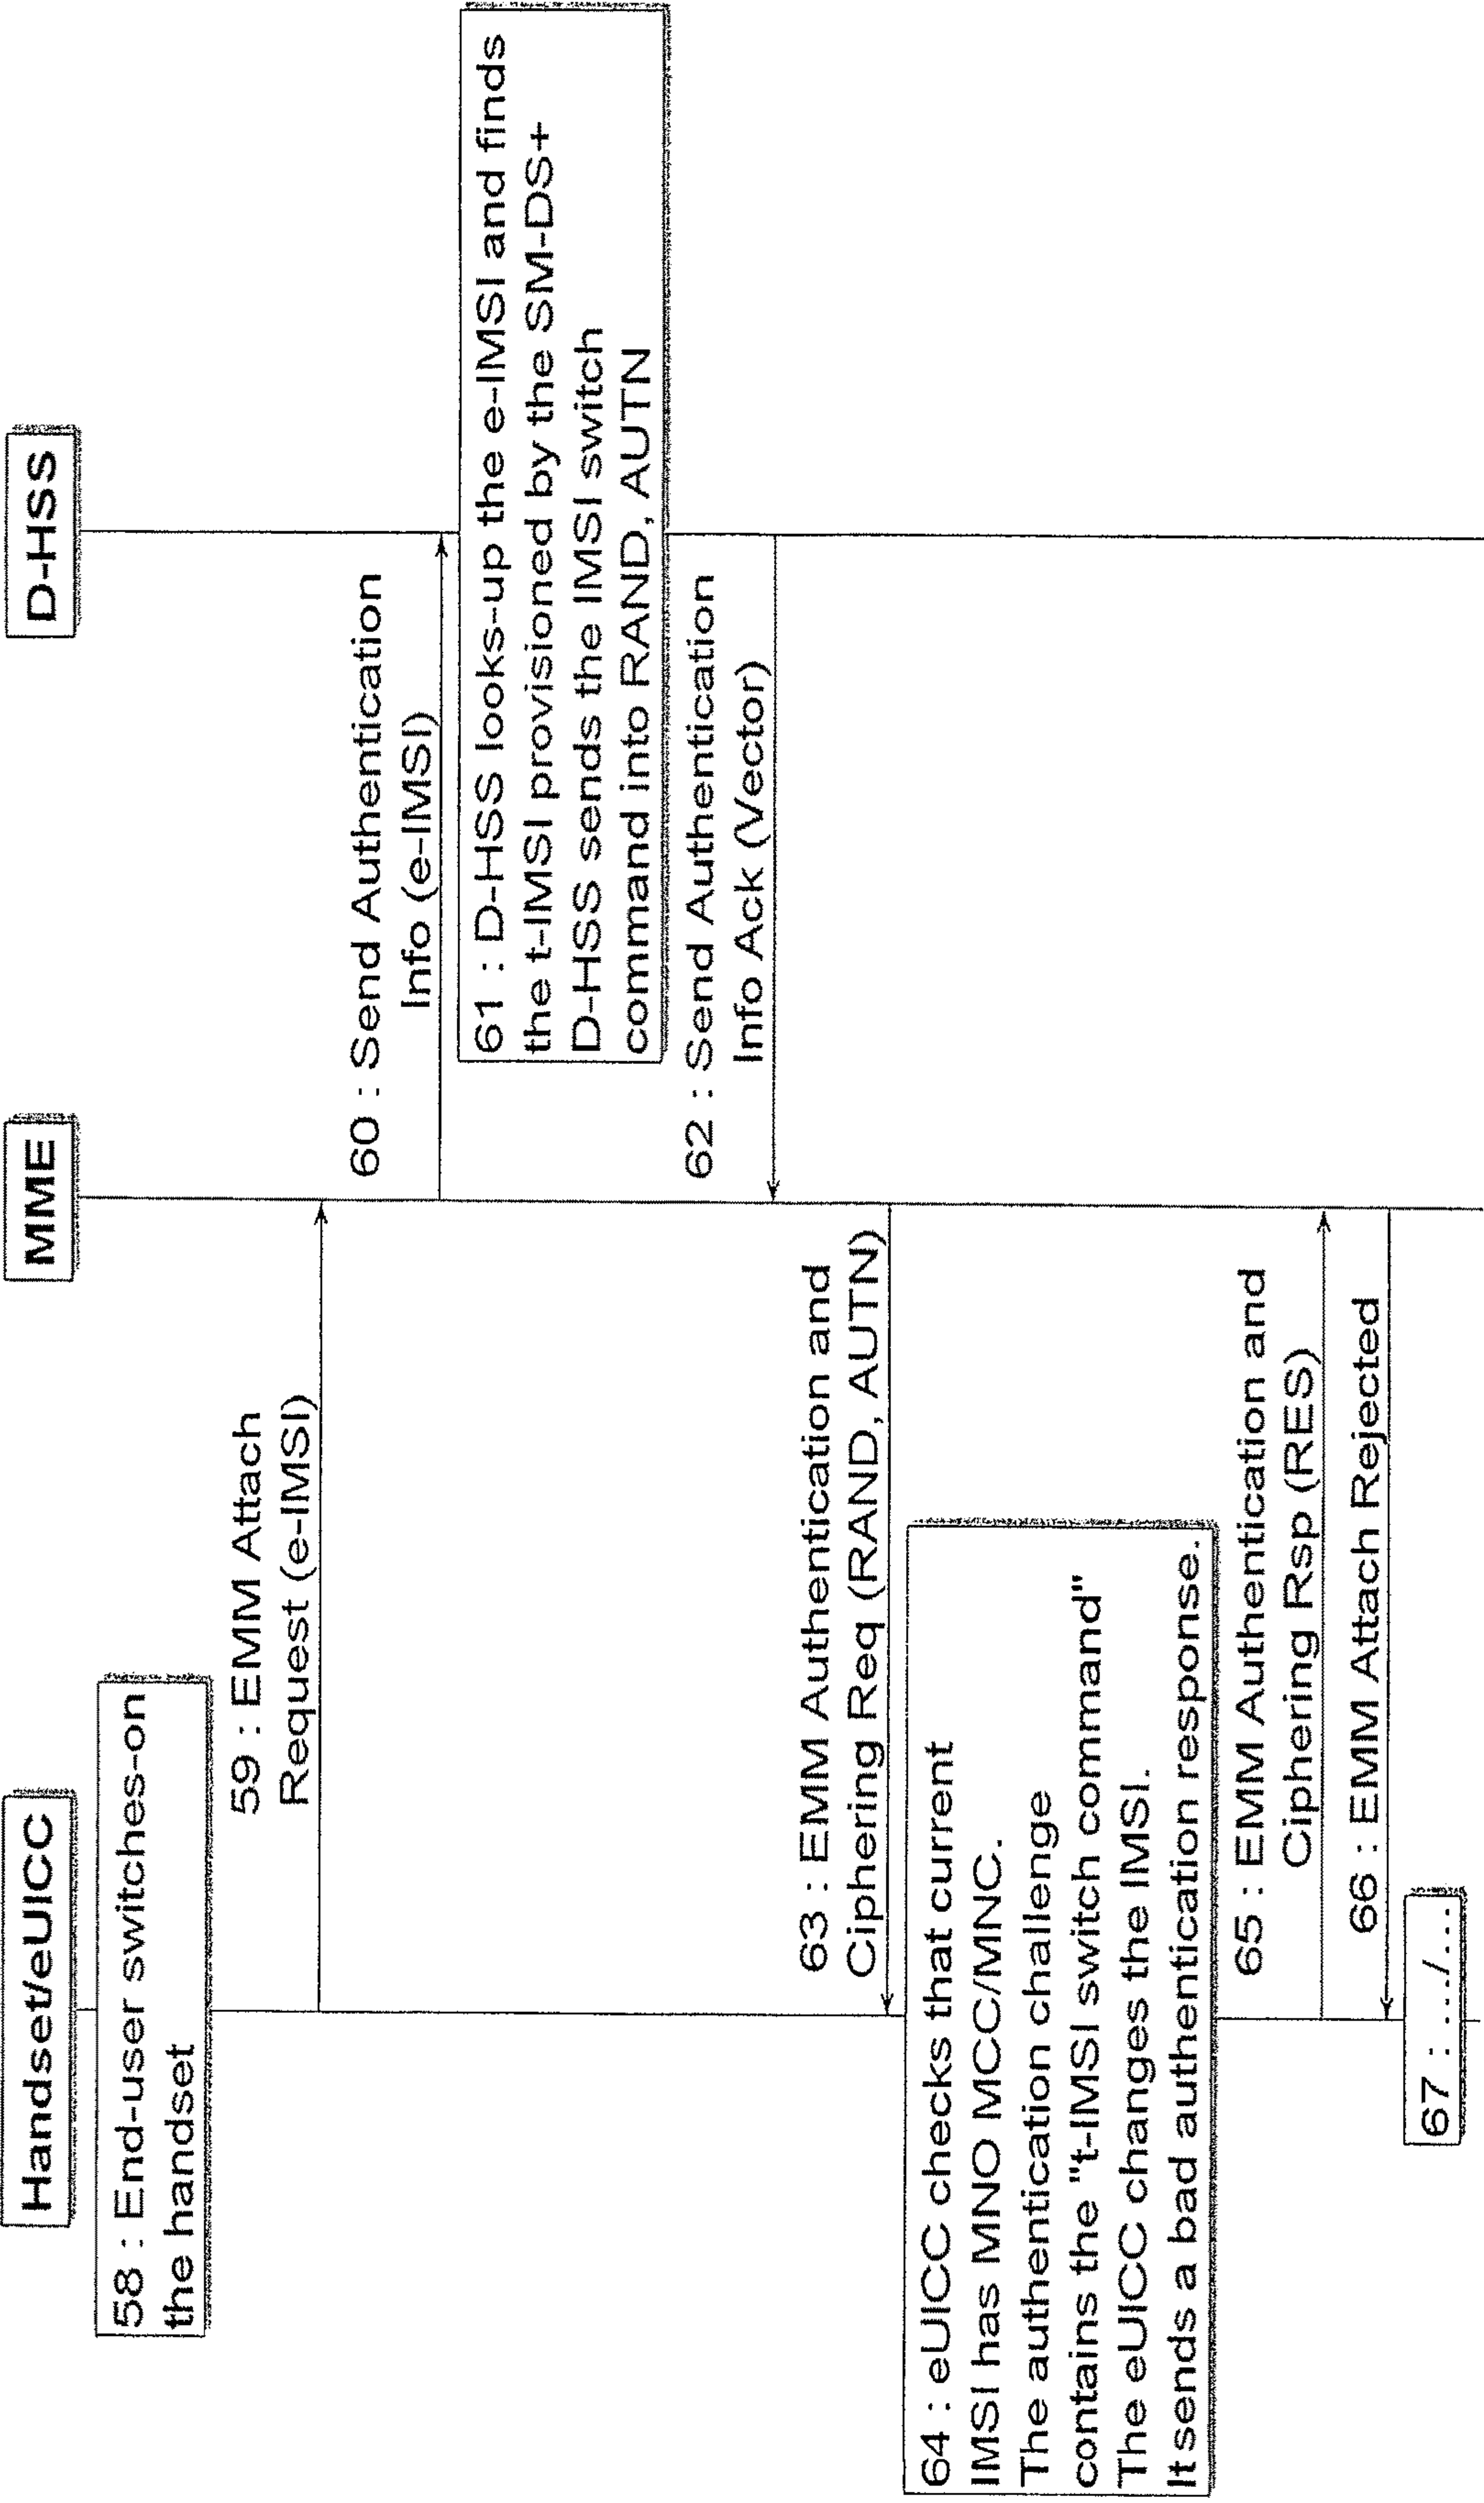 Handset/eUICC
MME
D-HSS
58 : End-user switches-on
the handset
59 : EMM Attach
Request (e-IMSI)
60 : Send Authentication
Info (e-IMSI)
61 : D-HSS looks-up the e-IMSI and finds
the t-IMSI provisioned by the SM-DS+
D-HSS sends the IMSI switch
command into RAND, AUTN
62 : Send Authentication
Info Ack (Vector)
63 : EMM Authentication and
Ciphering Req (RAND, AUTN)
64 : eUICC checks that current
IMSI has MNO MCC/MNC.
The authentication challenge
contains the "t-IMSI switch command"
The eUICC changes the IMSI.
It sends a bad authentication response.
65 : EMM Authentication and
Ciphering Rsp (RES)
66 : EMM Attach Rejected
67 : .../...